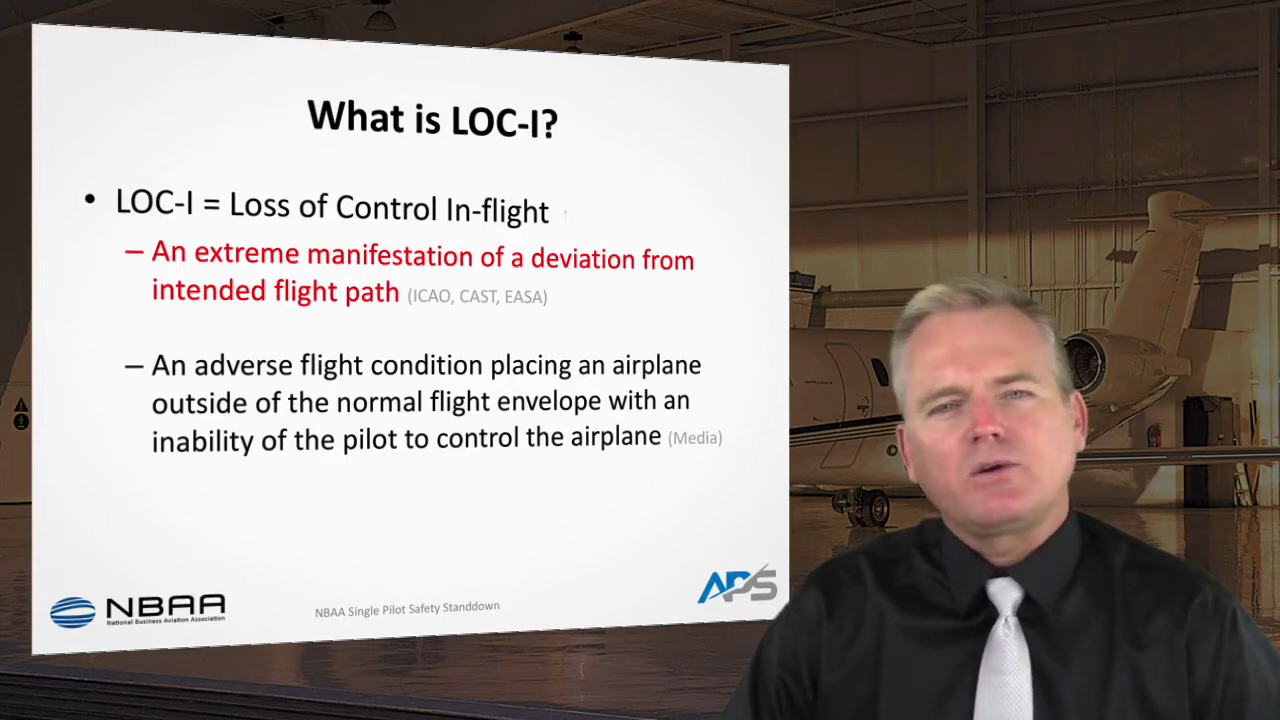 What is LOC-I?
• LOC-I = Loss of Control In-flight
– An extreme manifestation of a deviation from
intended flight path (ICAO, CAST, EASA)
– An adverse flight condition placing an airplane
outside of the normal flight envelope with an
inability of the pilot to control the airplane (Media)
NBAA
National Business Aviation Association
NBAA Single Pilot Safety Standdown
APS